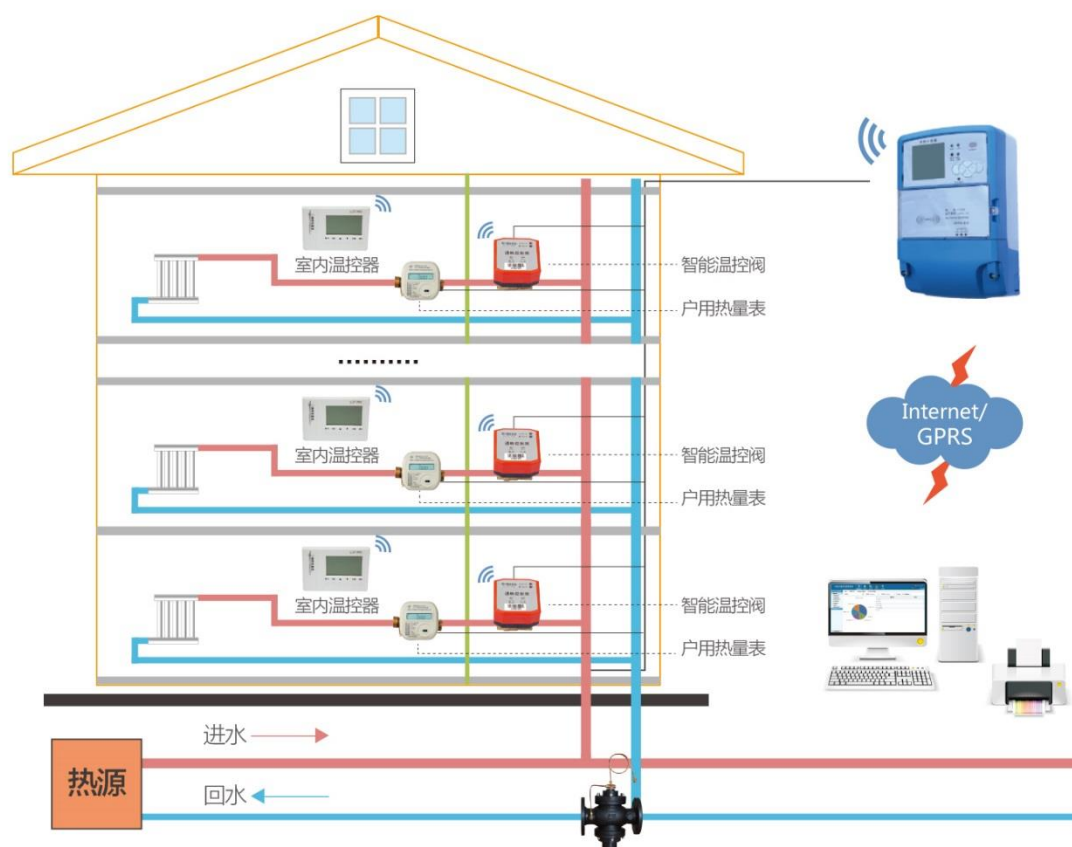 室内温控器
智能温控阀
户用热量表
.........
Internet/
GPRS
室内温控器
智能温控阀
户用热量表
室内温控器
智能温控阀
户用热量表
进水
热源
回水